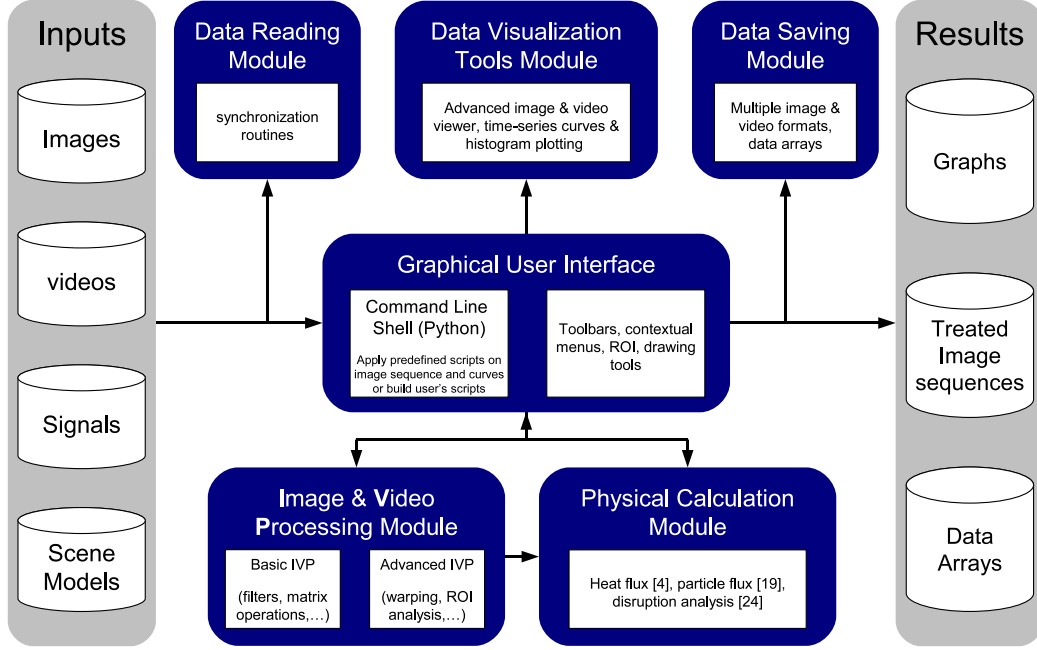 Inputs
Images
videos
Signals
Scene
Models
Data Reading
Module
synchronization
routines
Data Visualization
Tools Module
Advanced image & video
viewer, time-series curves &
histogram plotting
Data Saving
Module
Multiple image &
video formats,
data arrays
Graphical User Interface
Command Line
Shell (Python)
Apply predefined scripts on
image sequence and curves
or build user's scripts
Toolbars, contextual
menus, ROI, drawing
tools
Image & Video
Processing Module
Basic IVP
(filters, matrix
operations,…)
Advanced IVP
(warping, ROI
analysis,…)
Physical Calculation
Module
Heat flux [4], particle flux [19],
disruption analysis [24]
Results
Graphs
Treated
Image
sequences
Data
Arrays